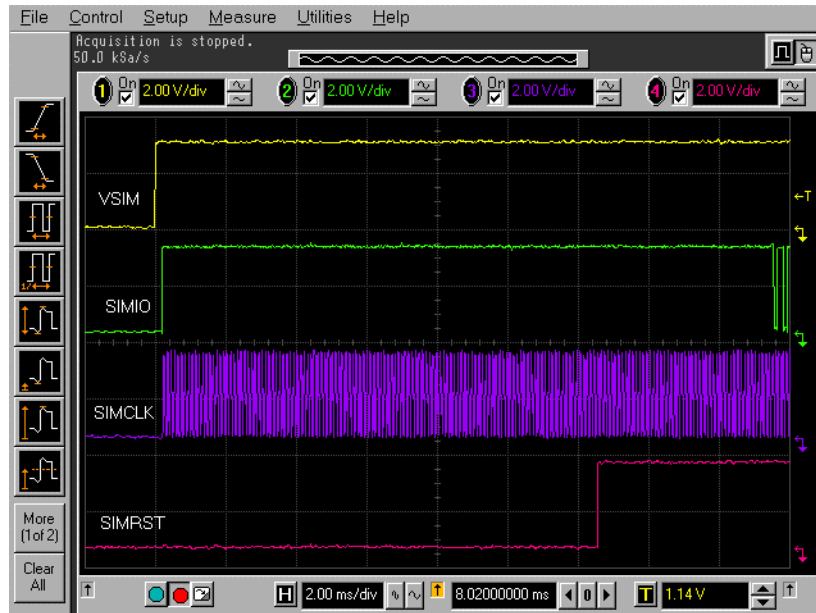 File Control Setup Measure Utilities Help
Acquisition is stopped.
50.0 kSa/s
1 On 2.00 V/div 2 On 2.00 V/div 3 On 2.00 V/div 4 On 2.00 V/div
T
VSIM
SIMIO
SIMCLK
SIMRST
1/
More
(1 of 2)
Clear
All
H 2.00 ms/div 8.02000000 ms 0 T 1.14 V